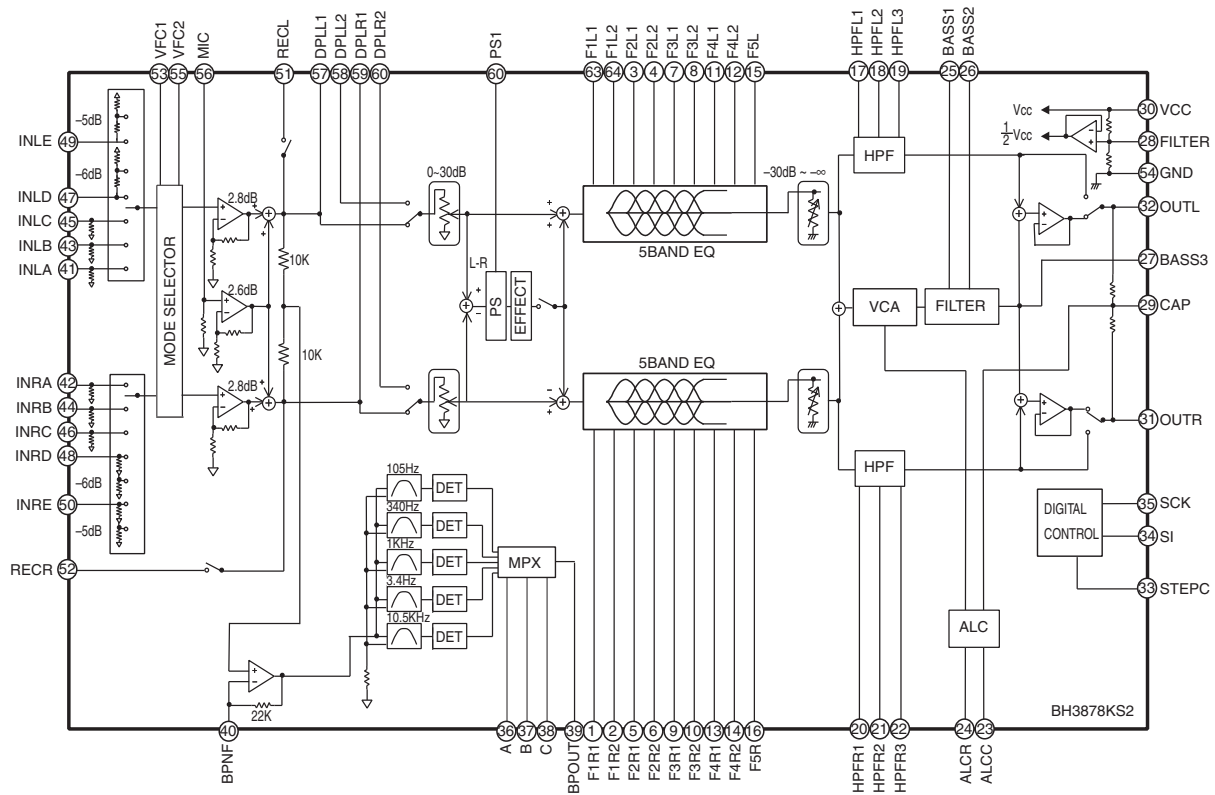 VFC1
VFC2
MIC
RECL
DPLL1
DPLL2
DPLR1
DPLR2
PS1
F1L1
F1L2
F2L1
F2L2
F3L1
F3L2
F4L1
F4L2
F5L
HPFL1
HPFL2
HPFL3
BASS1
BASS2
53
55
56
51
57
58
59
60
60
63
64
3
4
7
8
11
12
15
17
18
19
25
26
–5dB
INLE 49
–6dB
INLD 47
INLC 45
INLB 43
INLA 41
MODE SELECTOR
2.8dB
+
–
+
+
10K
2.6dB
+
–
10K
2.8dB
+
–
+
+
INRA 42
INRB 44
INRC 46
INRD 48
–6dB
INRE 50
–5dB
RECR 52
0~30dB
L-R
+
–
PS
EFFECT
+
+
–
+
5BAND EQ
5BAND EQ
–30dB ~ –∞
HPF
VCA
FILTER
HPF
Vcc
1/2 Vcc
–
+
30 VCC
28 FILTER
54 GND
32 OUTL
27 BASS3
29 CAP
31 OUTR
+
–
+
–
DIGITAL
CONTROL
35 SCK
34 SI
33 STEPC
ALC
105Hz
DET
340Hz
DET
1KHz
DET
3.4Hz
DET
10.5KHz
DET
MPX
+
–
22K
BH3878KS2
40
36
37
38
39
1
2
5
6
9
10
13
14
16
20
21
22
24
23
BPNF
A
B
C
BPOUT
F1R1
F1R2
F2R1
F2R2
F3R1
F3R2
F4R1
F4R2
F5R
HPFR1
HPFR2
HPFR3
ALCR
ALCC